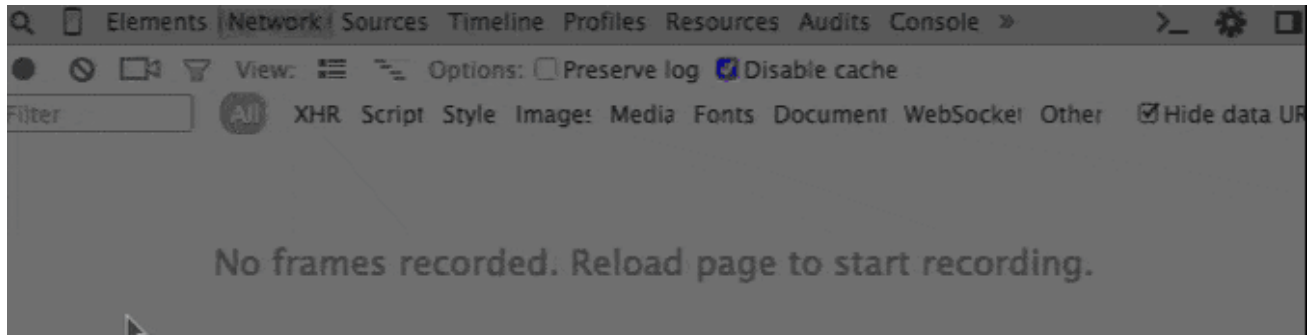 Elements Network Sources Timeline Profiles Resources Audits Console »
View: Options: Preserve log Disable cache
Filter All XHR Script Style Images Media Fonts Document WebSocket Other Hide data UR
No frames recorded. Reload page to start recording.